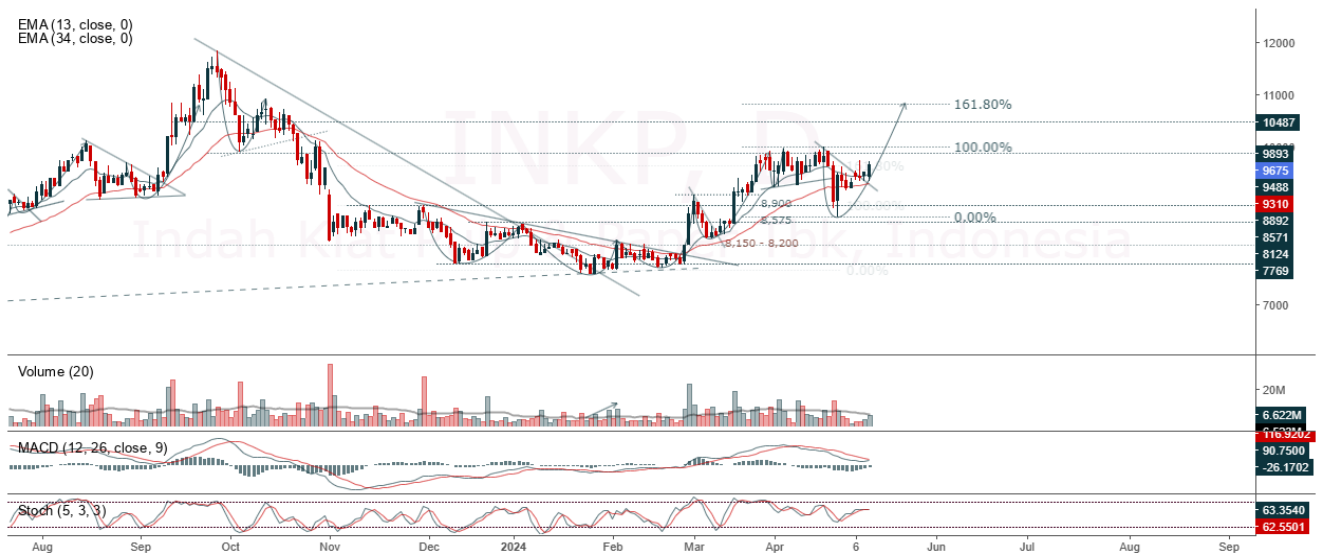 EMA (13, close, 0)
EMA (34, close, 0)
INKP, D
Indonesia
12000
11000
161.80%
10487
100.00%
9893
9675
9488
8,900
9310
8,575
0.00%
8892
8571
8,150 - 8,200
8124
0.00%
7769
7000
Volume (20)
20M
6.622M
MACD (12, 26, close, 9)
116.9202
90.7500
-26.1702
Stoch (5, 3, 3)
63.3540
62.5501
Aug Sep Oct Nov Dec 2024 Feb Mar Apr 6 Jun Jul Aug Sep